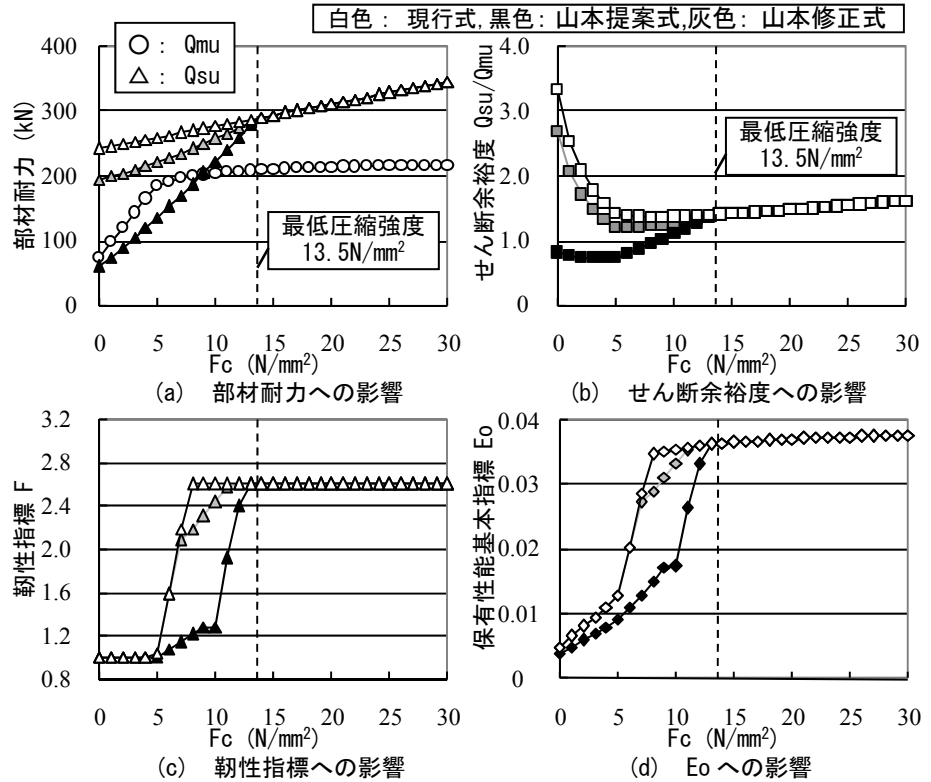 白色： 現行式，黒色：山本提案式,灰色：山本修正式
○： Qmu
△： Qsu
部材耐力 (kN)
400
300
200
100
0
最低圧縮強度
13.5N/mm²
0 5 10 15 20 25 30
Fc (N/mm²)
(a) 部材耐力への影響
せん断余裕度 Qsu/Qmu
4.0
3.0
2.0
1.0
0.0
最低圧縮強度
13.5N/mm²
0 5 10 15 20 25 30
Fc (N/mm²)
(b) せん断余裕度への影響
靭性指標 F
3.2
2.8
2.4
2.0
1.6
1.2
0.8
0 5 10 15 20 25 30
Fc (N/mm²)
(c) 靭性指標への影響
保有性能基本指標 Eo
0.04
0.03
0.02
0.01
0
0 5 10 15 20 25 30
Fc (N/mm²)
(d) Eo への影響